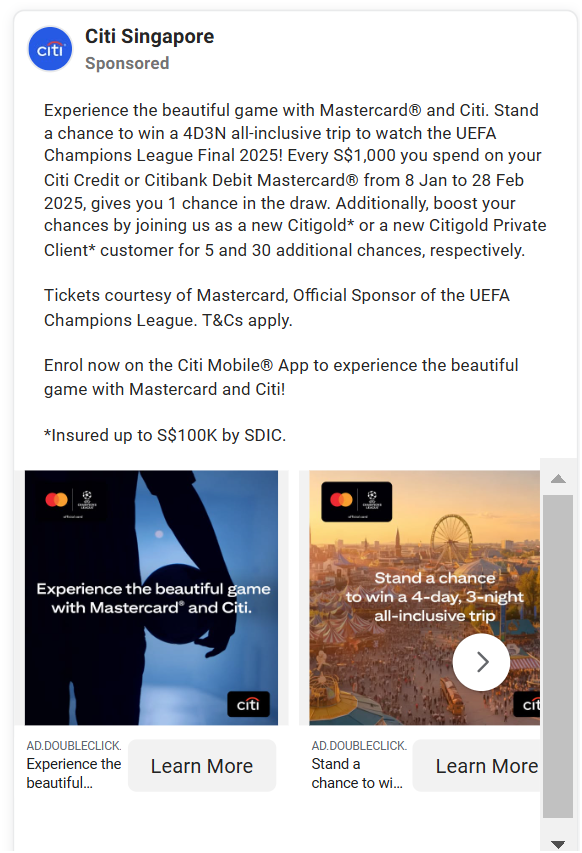 Citi Singapore
Sponsored
Experience the beautiful game with Mastercard® and Citi. Stand
a chance to win a 4D3N all-inclusive trip to watch the UEFA
Champions League Final 2025! Every S$1,000 you spend on your
Citi Credit or Citibank Debit Mastercard® from 8 Jan to 28 Feb
2025, gives you 1 chance in the draw. Additionally, boost your
chances by joining us as a new Citigold* or a new Citigold Private
Client* customer for 5 and 30 additional chances, respectively.
Tickets courtesy of Mastercard, Official Sponsor of the UEFA
Champions League. T&Cs apply.
Enrol now on the Citi Mobile® App to experience the beautiful
game with Mastercard and Citi!
*Insured up to S$100K by SDIC.
Experience the beautiful game
with Mastercard® and Citi.
citi
Stand a chance
to win a 4-day, 3-night
all-inclusive trip
AD.DOUBLECLICK.
Experience the
beautiful...
Learn More
AD.DOUBLECLICK.
Stand a
chance to wi...
Learn More